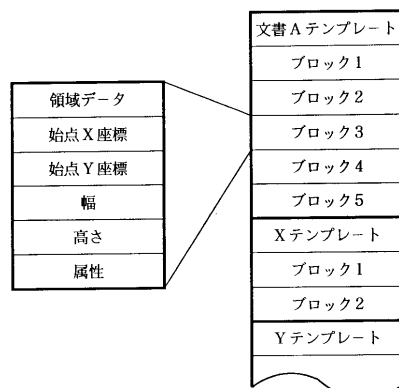 領域データ
始点X座標
始点Y座標
幅
高さ
属性
文書Aテンプレート
ブロック1
ブロック2
ブロック3
ブロック4
ブロック5
Xテンプレート
ブロック1
ブロック2
Yテンプレート